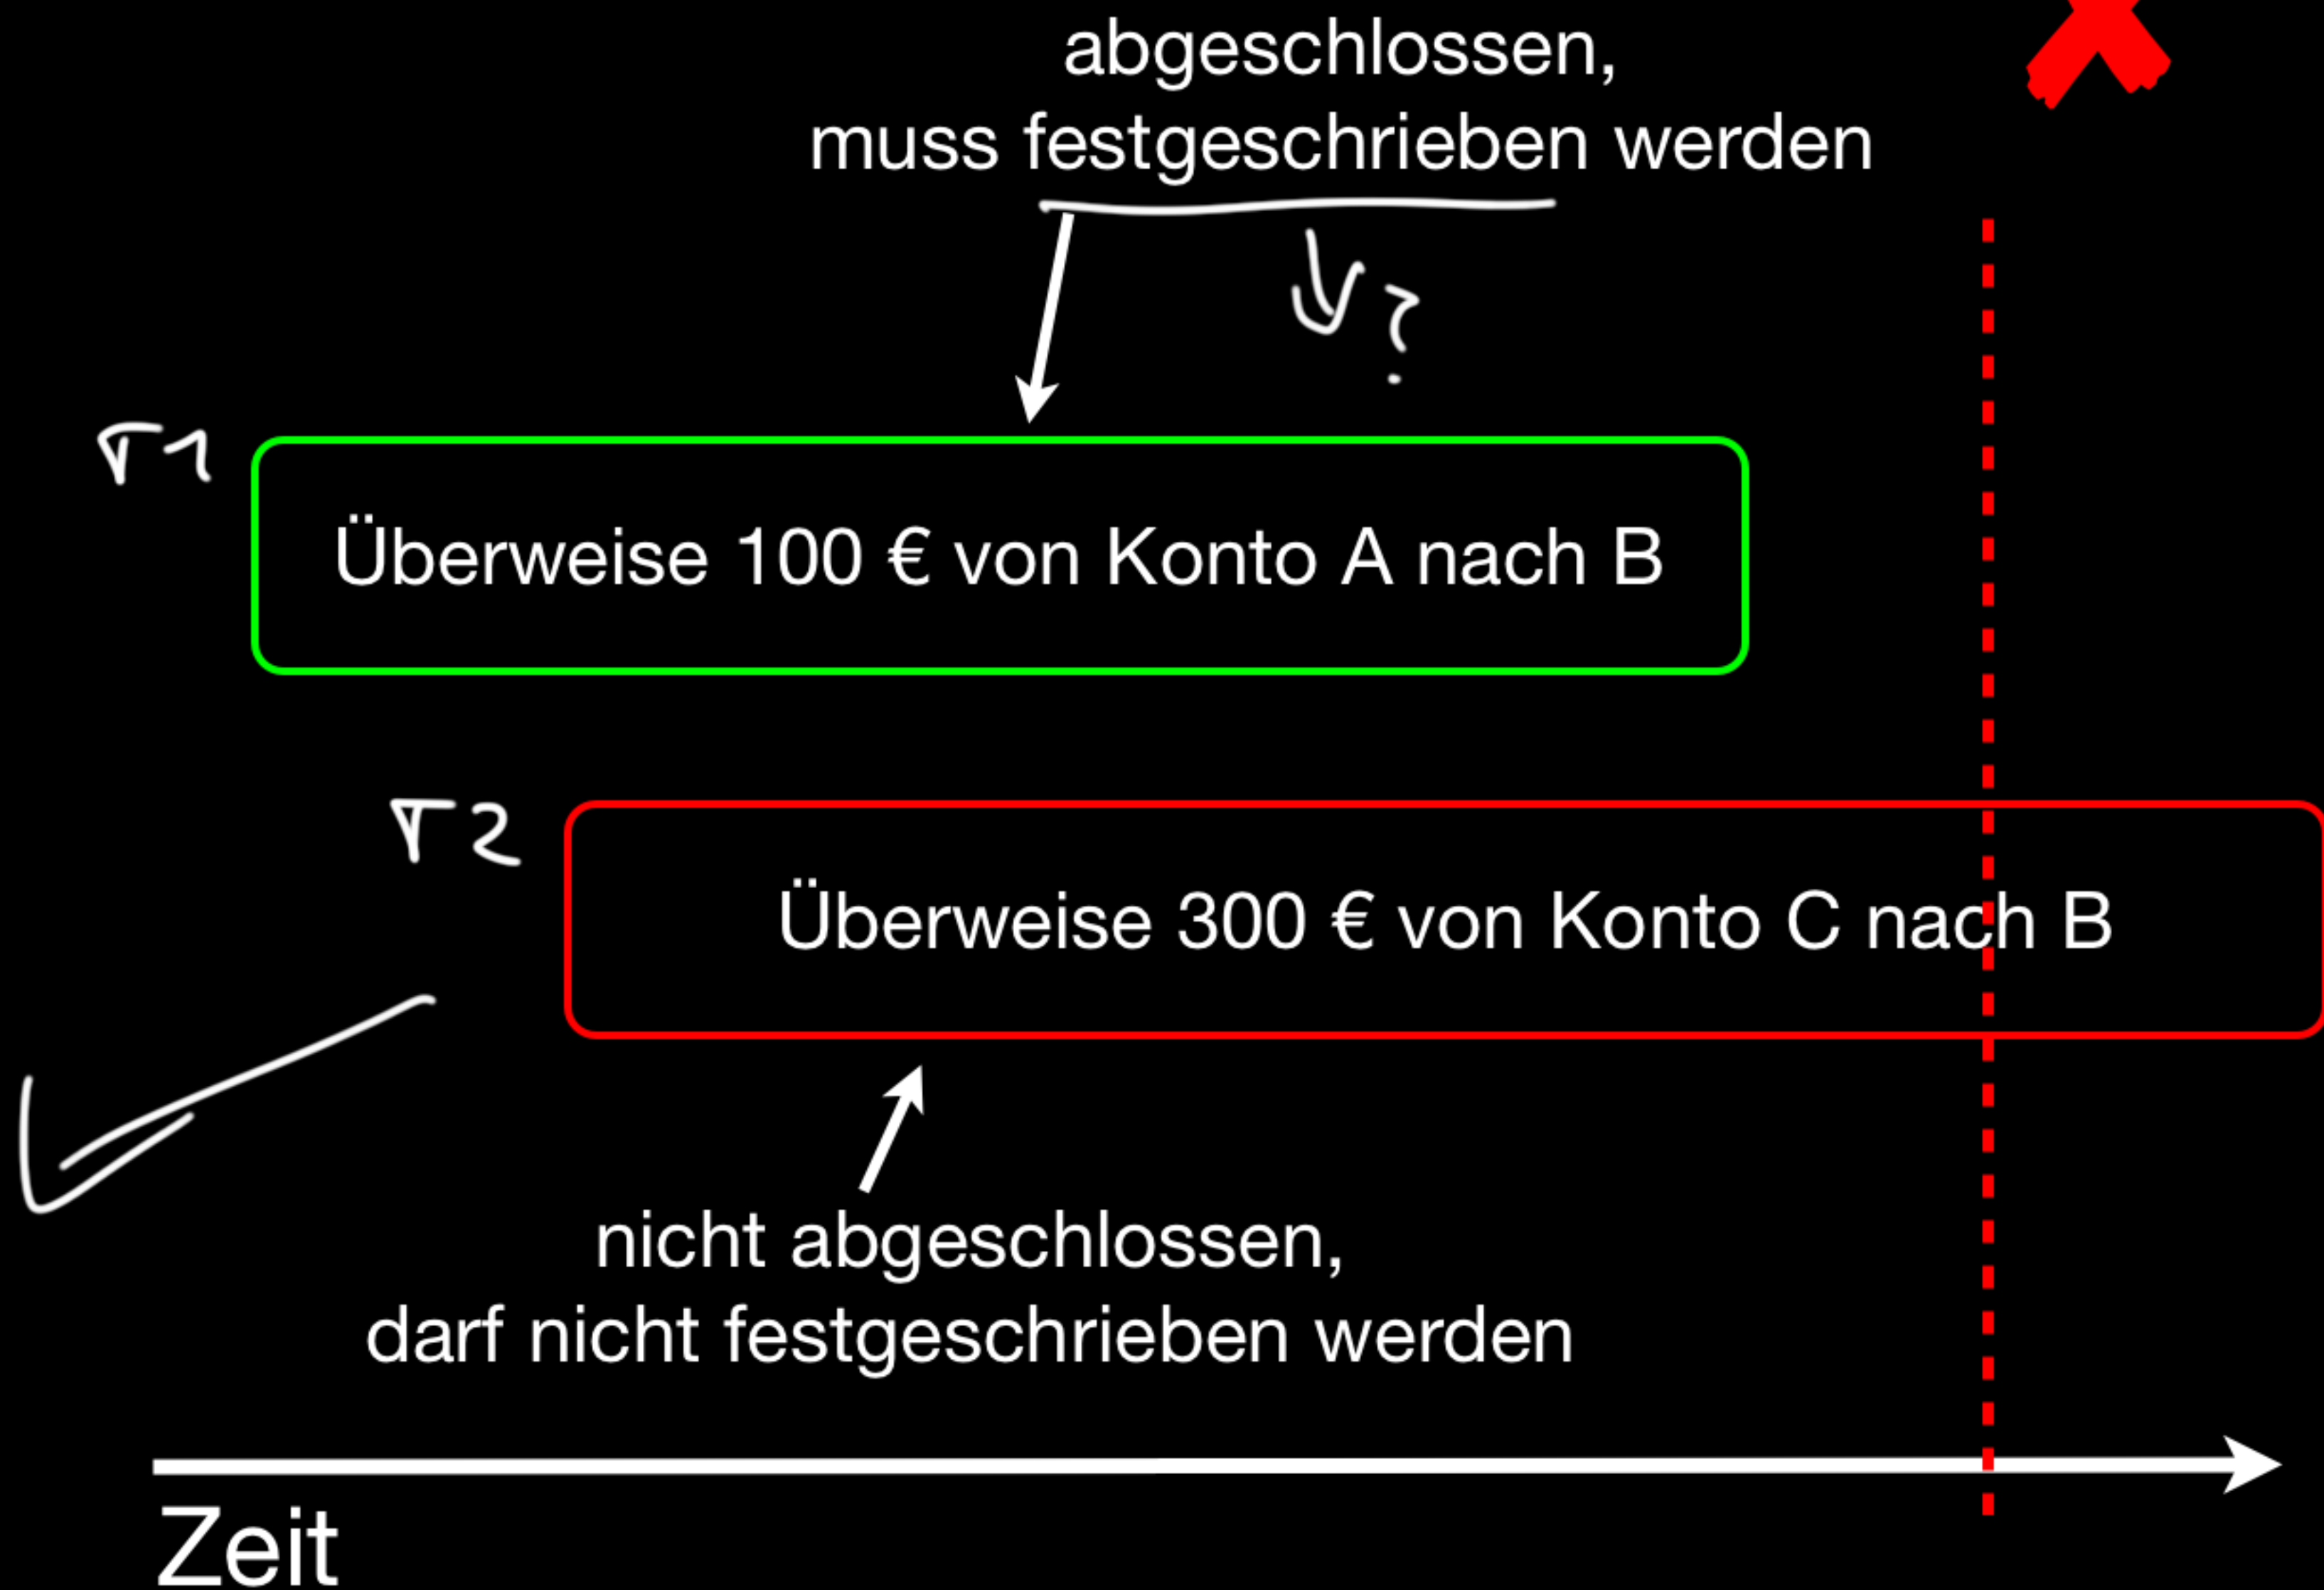 abgeschlossen,
muss festgeschrieben werden
?
T1
Überweise 100 € von Konto A nach B
T2
Überweise 300 € von Konto C nach B
nicht abgeschlossen,
darf nicht festgeschrieben werden
Zeit